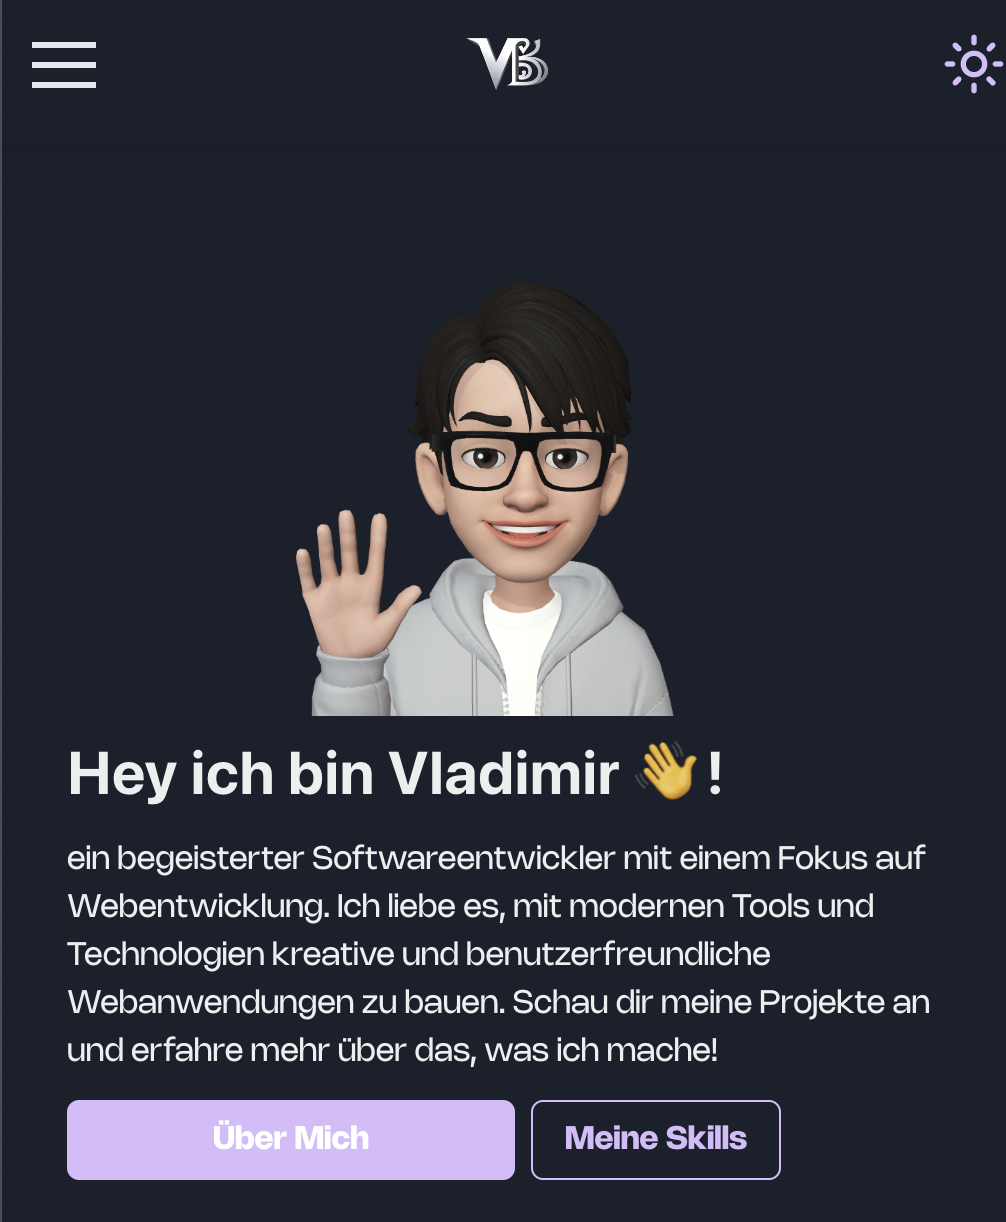 VB
Hey ich bin Vladimir 👋!
ein begeisterter Softwareentwickler mit einem Fokus auf
Webentwicklung. Ich liebe es, mit modernen Tools und
Technologien kreative und benutzerfreundliche
Webanwendungen zu bauen. Schau dir meine Projekte an
und erfahre mehr über das, was ich mache!
Über Mich
Meine Skills